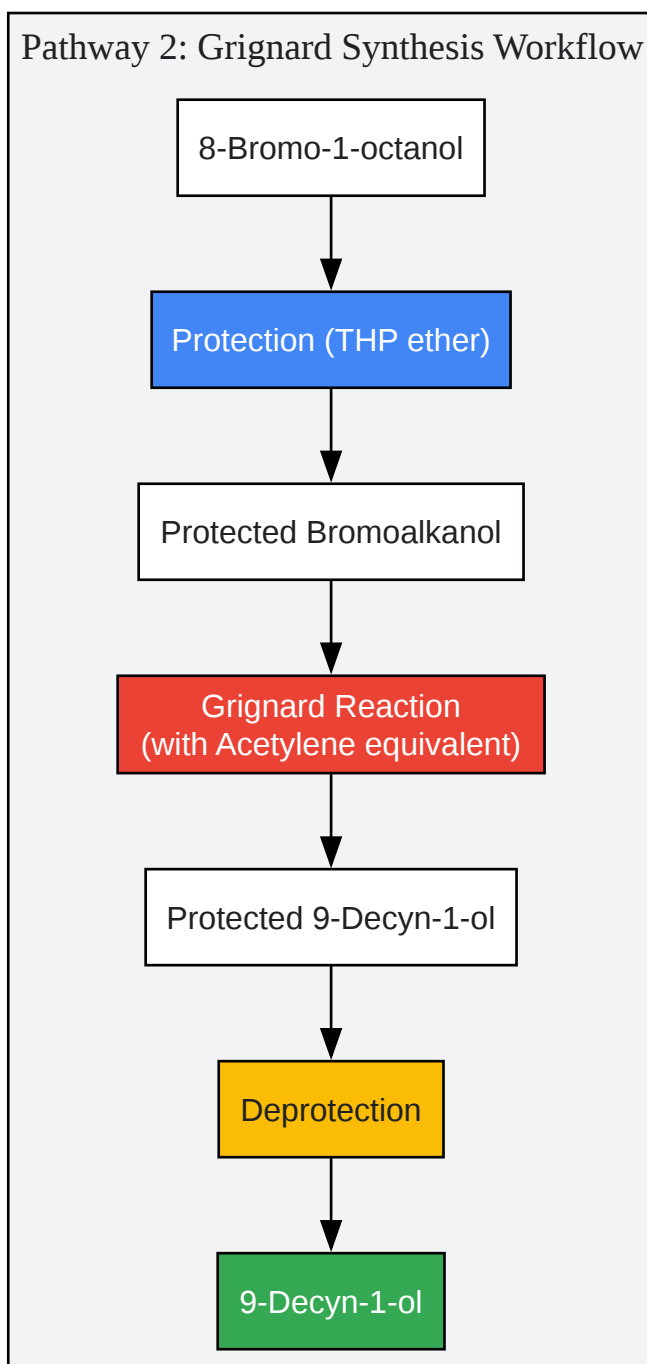 Pathway 2: Grignard Synthesis Workflow
8-Bromo-1-octanol
Protection (THP ether)
Protected Bromoalkanol
Grignard Reaction
(with Acetylene equivalent)
Protected 9-Decyn-1-ol
Deprotection
9-Decyn-1-ol